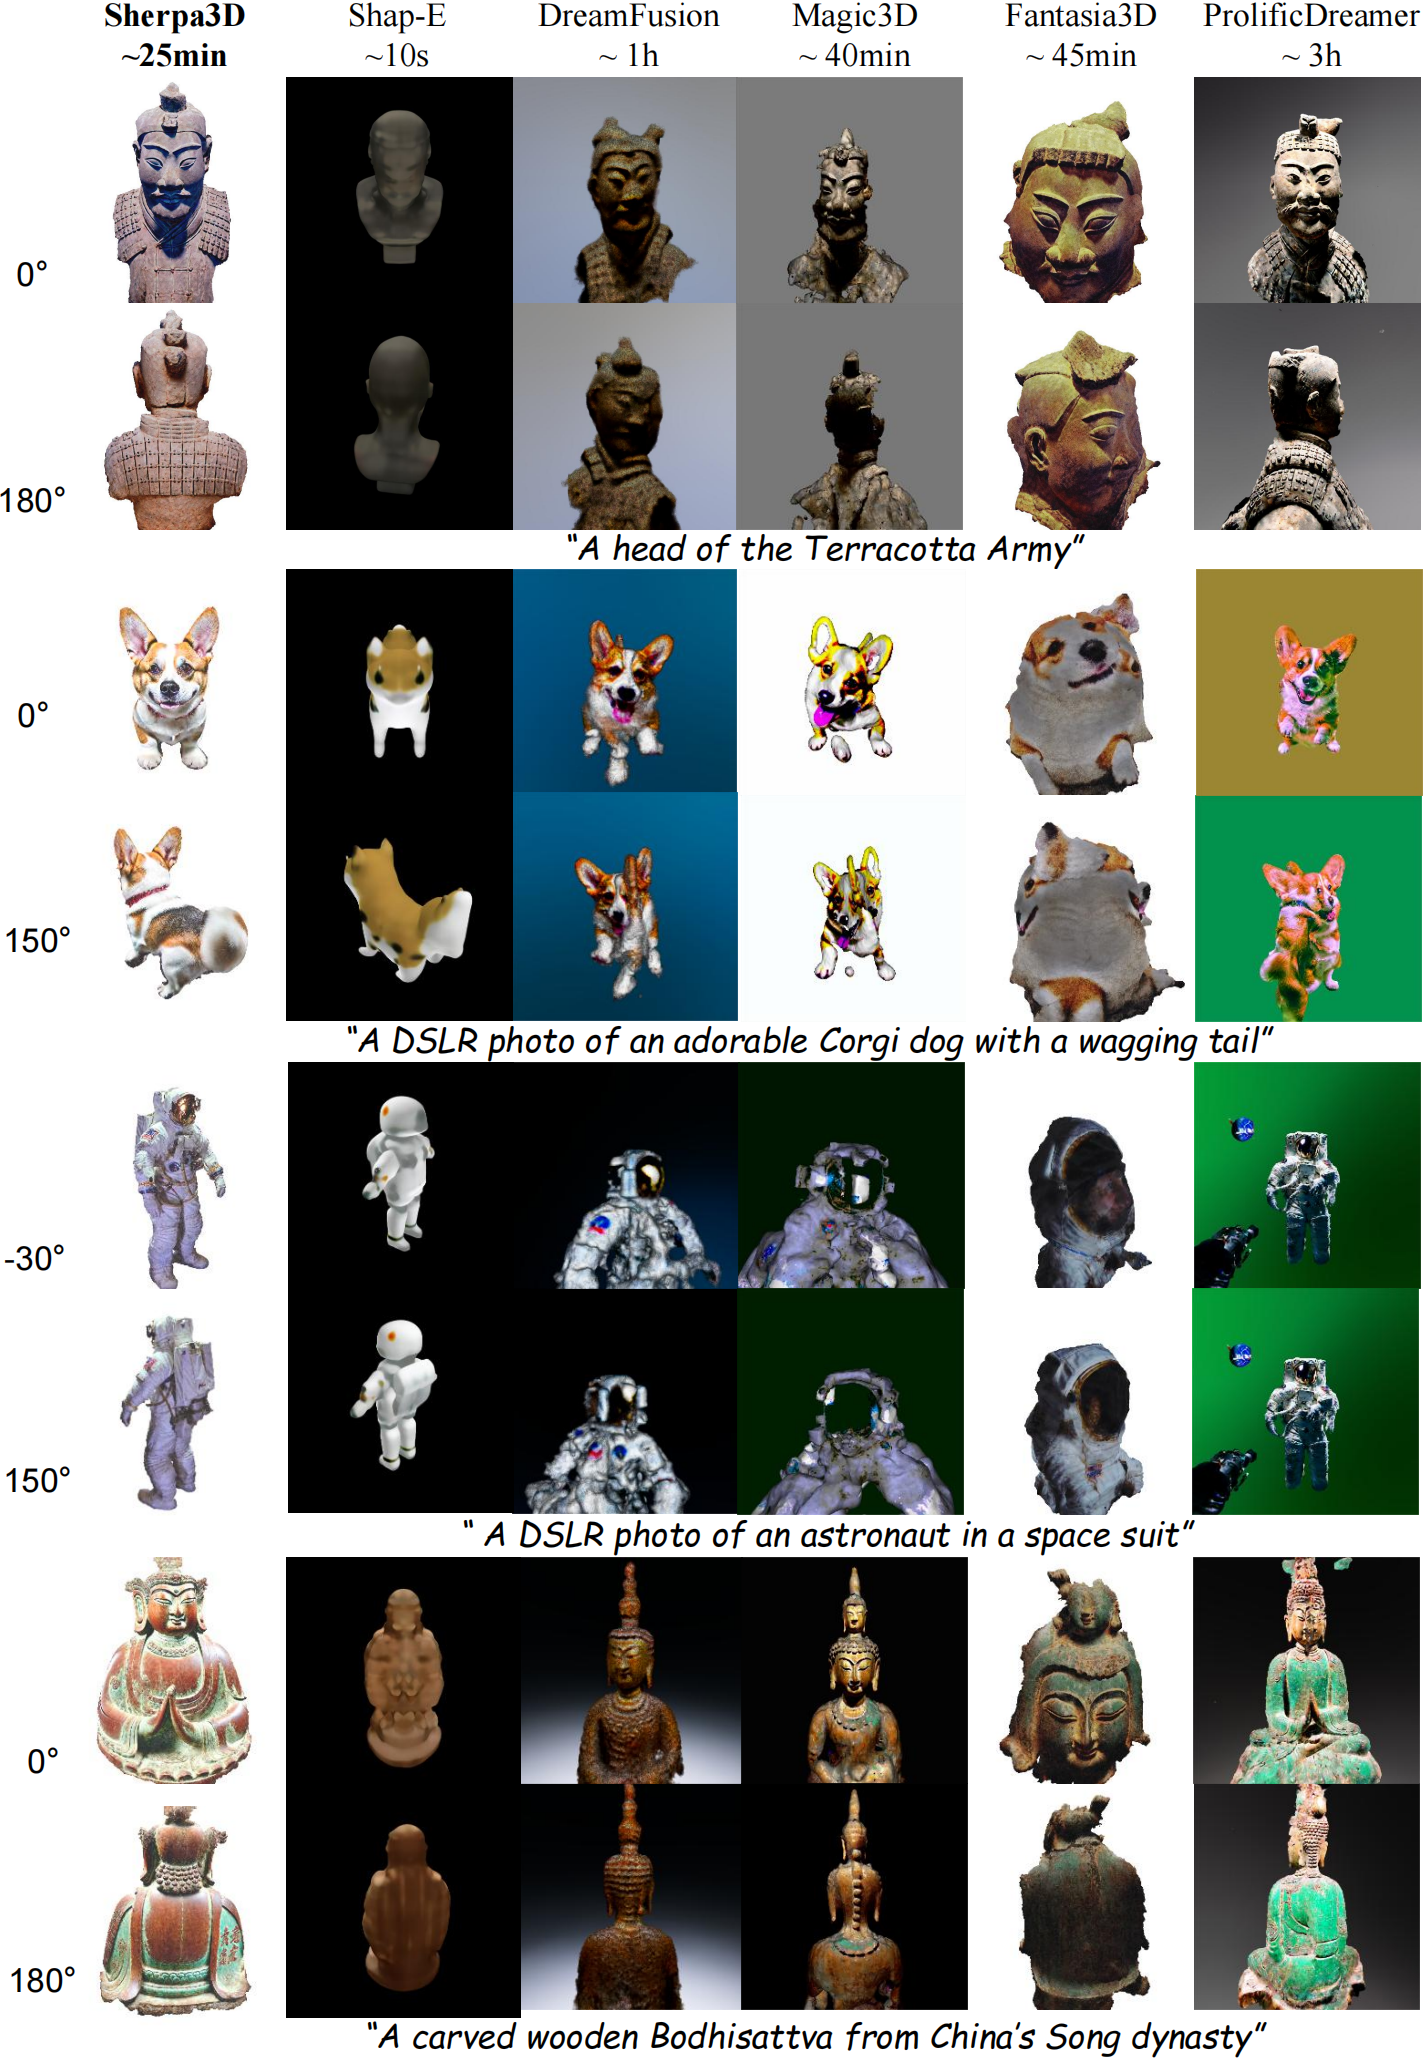 Sherpa3D Shap-E DreamFusion Magic3D Fantasia3D ProlificDreamer
~25min ~10s ~ 1h ~ 40min ~ 45min ~ 3h
0°
180°
“A head of the Terracotta Army”
0°
150°
“A DSLR photo of an adorable Corgi dog with a wagging tail”
-30°
150°
“ A DSLR photo of an astronaut in a space suit”
0°
180°
“A carved wooden Bodhisattva from China’s Song dynasty”